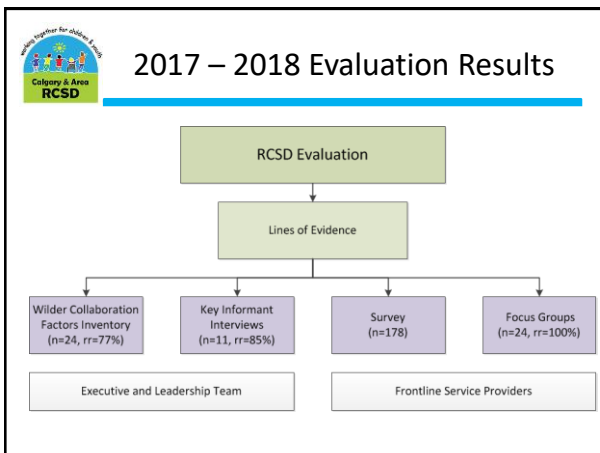 working together for children & youth
Calgary & Area
RCSD
2017 – 2018 Evaluation Results
RCSD Evaluation
Lines of Evidence
Wilder Collaboration
Factors Inventory
(n=24, rr=77%)
Key Informant
Interviews
(n=11, rr=85%)
Survey
(n=178)
Focus Groups
(n=24, rr=100%)
Executive and Leadership Team
Frontline Service Providers